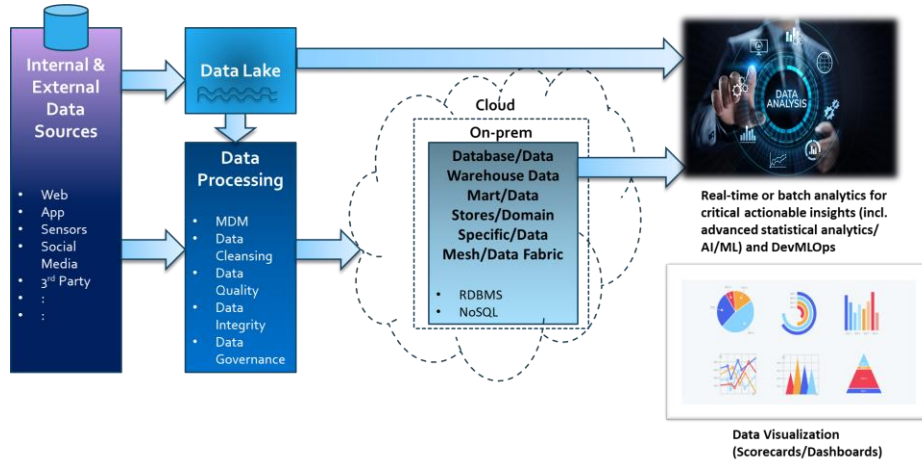 Internal &
External
Data
Sources
• Web
• App
• Sensors
• Social
Media
• 3rd Party
• :
• :
Data Lake
Data
Processing
• MDM
• Data
Cleansing
• Data
Quality
• Data
Integrity
• Data
Governance
Cloud
On-prem
Database/Data
Warehouse Data
Mart/Data
Stores/Domain
Specific/Data
Mesh/Data Fabric
• RDBMS
• NoSQL
DATA
ANALYSIS
Real-time or batch analytics for
critical actionable insights (incl.
advanced statistical analytics/
AI/ML) and DevMLOps
Data Visualization
(Scorecards/Dashboards)